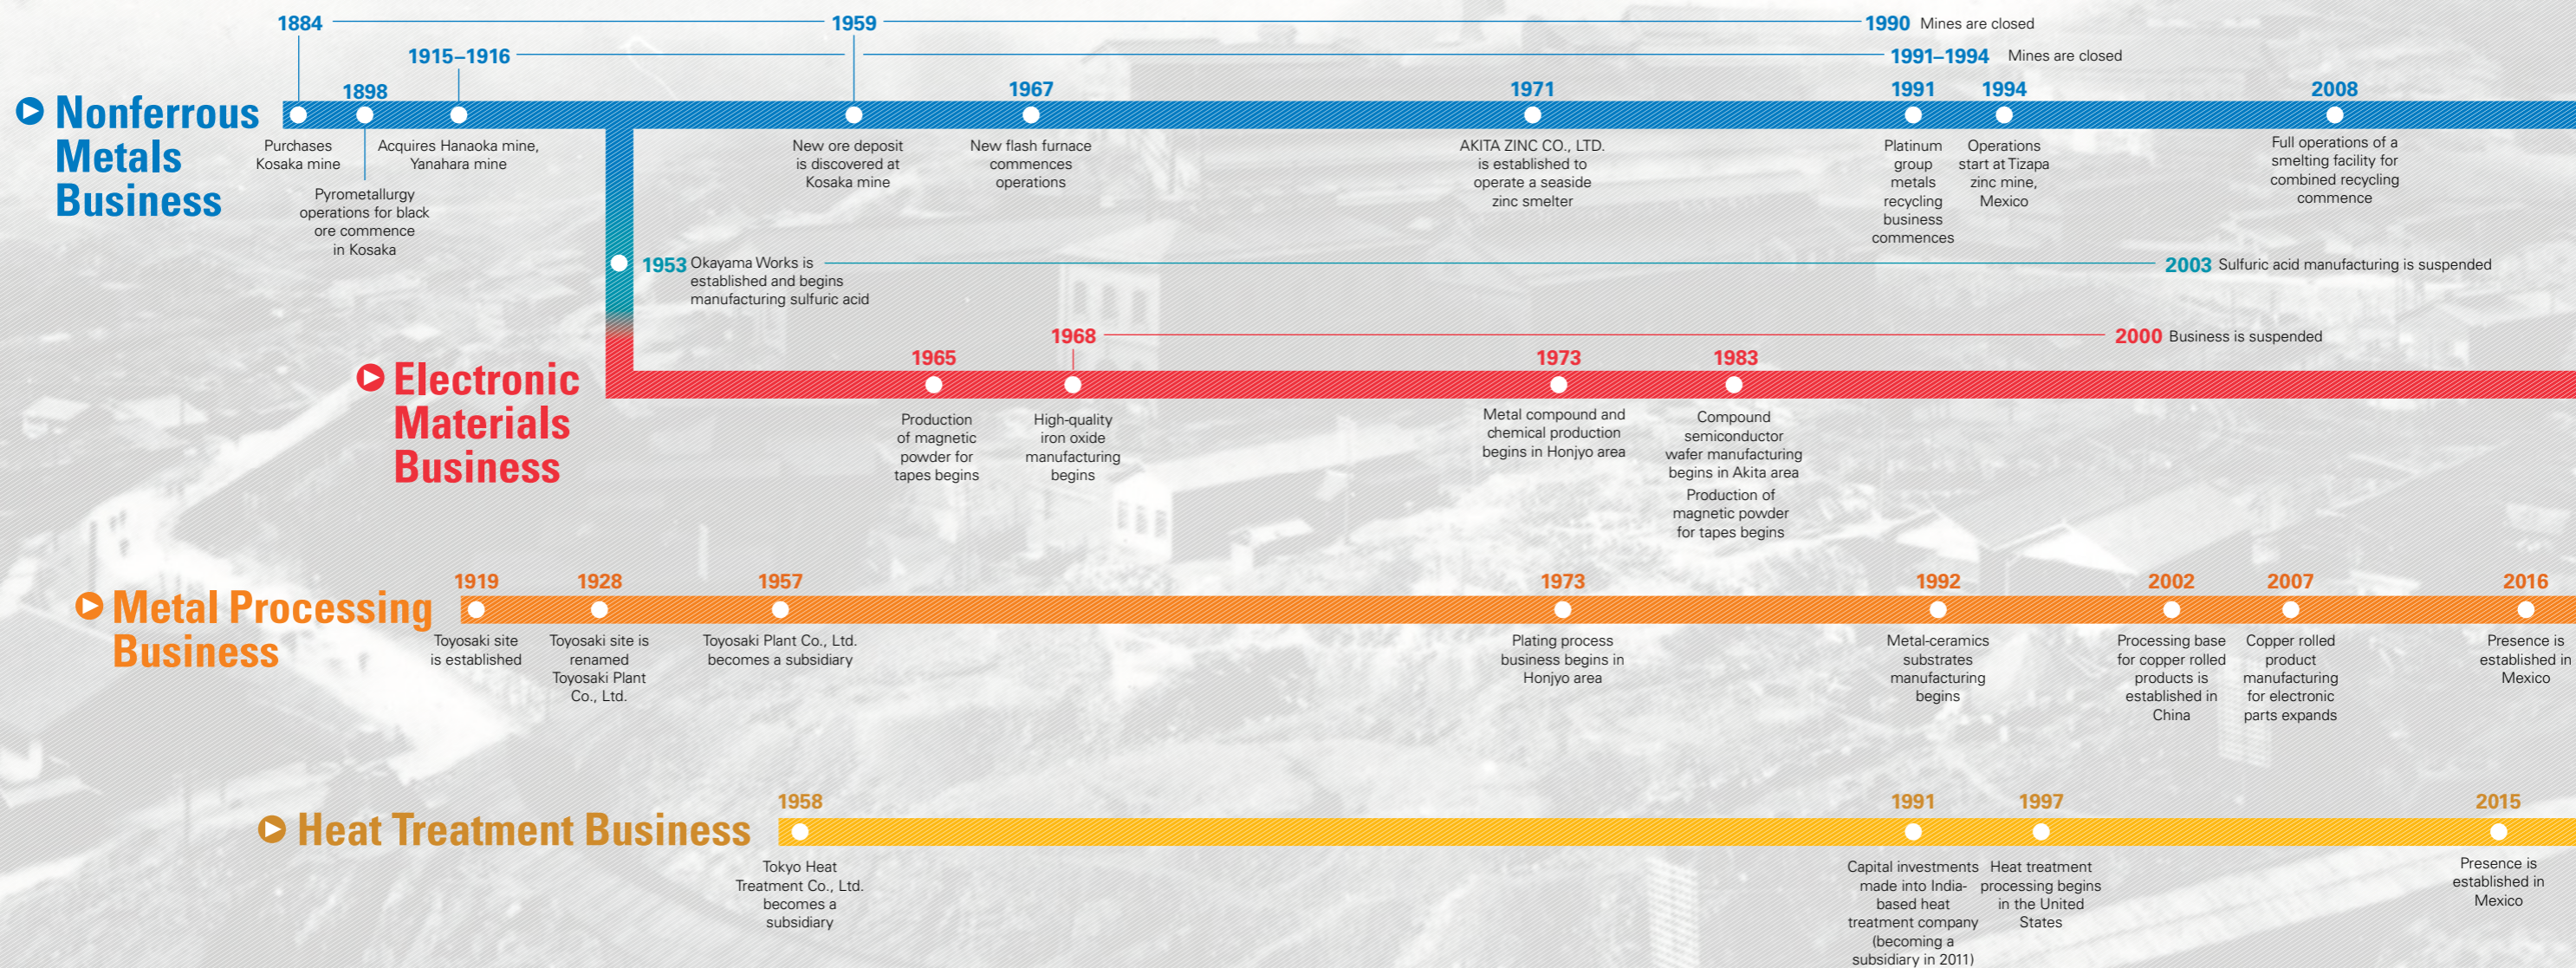 1884
1959
1990 Mines are closed
1915–1916
1991–1994 Mines are closed
Nonferrous
Metals
Business
1898
1967
1971
1991
1994
2008
Purchases
Kosaka mine
Pyrometallurgy
operations for black
ore commence
in Kosaka
Acquires Hanaoka mine,
Yanahara mine
New ore deposit
is discovered at
Kosaka mine
New flash furnace
commences
operations
AKITA ZINC CO., LTD.
is established to
operate a seaside
zinc smelter
Platinum
group
metals
recycling
business
commences
Operations
start at Tizapa
zinc mine,
Mexico
Full operations of a
smelting facility for
combined recycling
commence
1953 Okayama Works is
established and begins
manufacturing sulfuric acid
2003 Sulfuric acid manufacturing is suspended
Electronic
Materials
Business
1965
1968
2000 Business is suspended
1973
1983
Production
of magnetic
powder for
tapes begins
High-quality
iron oxide
manufacturing
begins
Metal compound and
chemical production
begins in Honjyo area
Compound
semiconductor
wafer manufacturing
begins in Akita area
Production of
magnetic powder
for tapes begins
Metal Processing
Business
1919
1928
1957
1973
1992
2002
2007
2016
Toyosaki site
is established
Toyosaki site is
renamed
Toyosaki Plant
Co., Ltd.
Toyosaki Plant Co., Ltd.
becomes a subsidiary
Plating process
business begins in
Honjyo area
Metal-ceramics
substrates
manufacturing
begins
Processing base
for copper rolled
products is
established in
China
Copper rolled
product
manufacturing
for electronic
parts expands
Presence is
established in
Mexico
Heat Treatment Business
1958
1991
1997
2015
Tokyo Heat
Treatment Co., Ltd.
becomes a
subsidiary
Capital investments
made into India-
based heat
treatment company
(becoming a
subsidiary in 2011)
Heat treatment
processing begins
in the United
States
Presence is
established in
Mexico